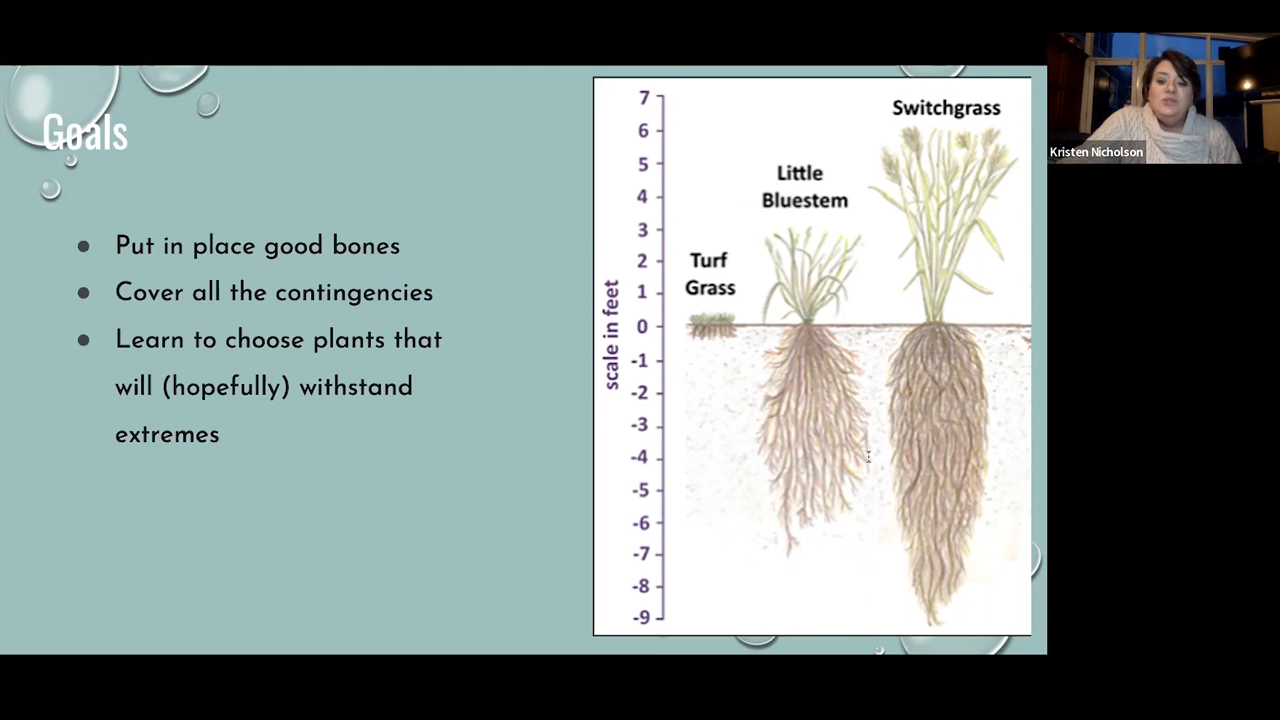 Goals
Put in place good bones
Cover all the contingencies
Learn to choose plants that
will (hopefully) withstand
extremes
scale in feet
7
6
5
4
3
2
1
0
-1
-2
-3
-4
-5
-6
-7
-8
-9
Turf
Grass
Little
Bluestem
Switchgrass
Kristen Nicholson